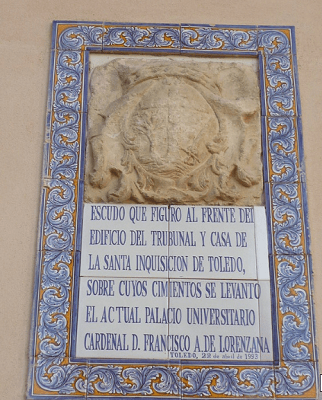 ESCUDO QUE FIGURO AL FRENTE DEL
EDIFICIO DEL TRUBUNAL Y CASA DE
LA SANTA INQUISICION DE TOLEDO,
SOBRE CUYOS CIMIENTOS SE LEVANTO
EL ACTUAL PALACIO UNIVERSITARIO
CARDENAL D. FRANCISCO A. DE LORENZANA
TOLEDO, 22 de abril de 1993